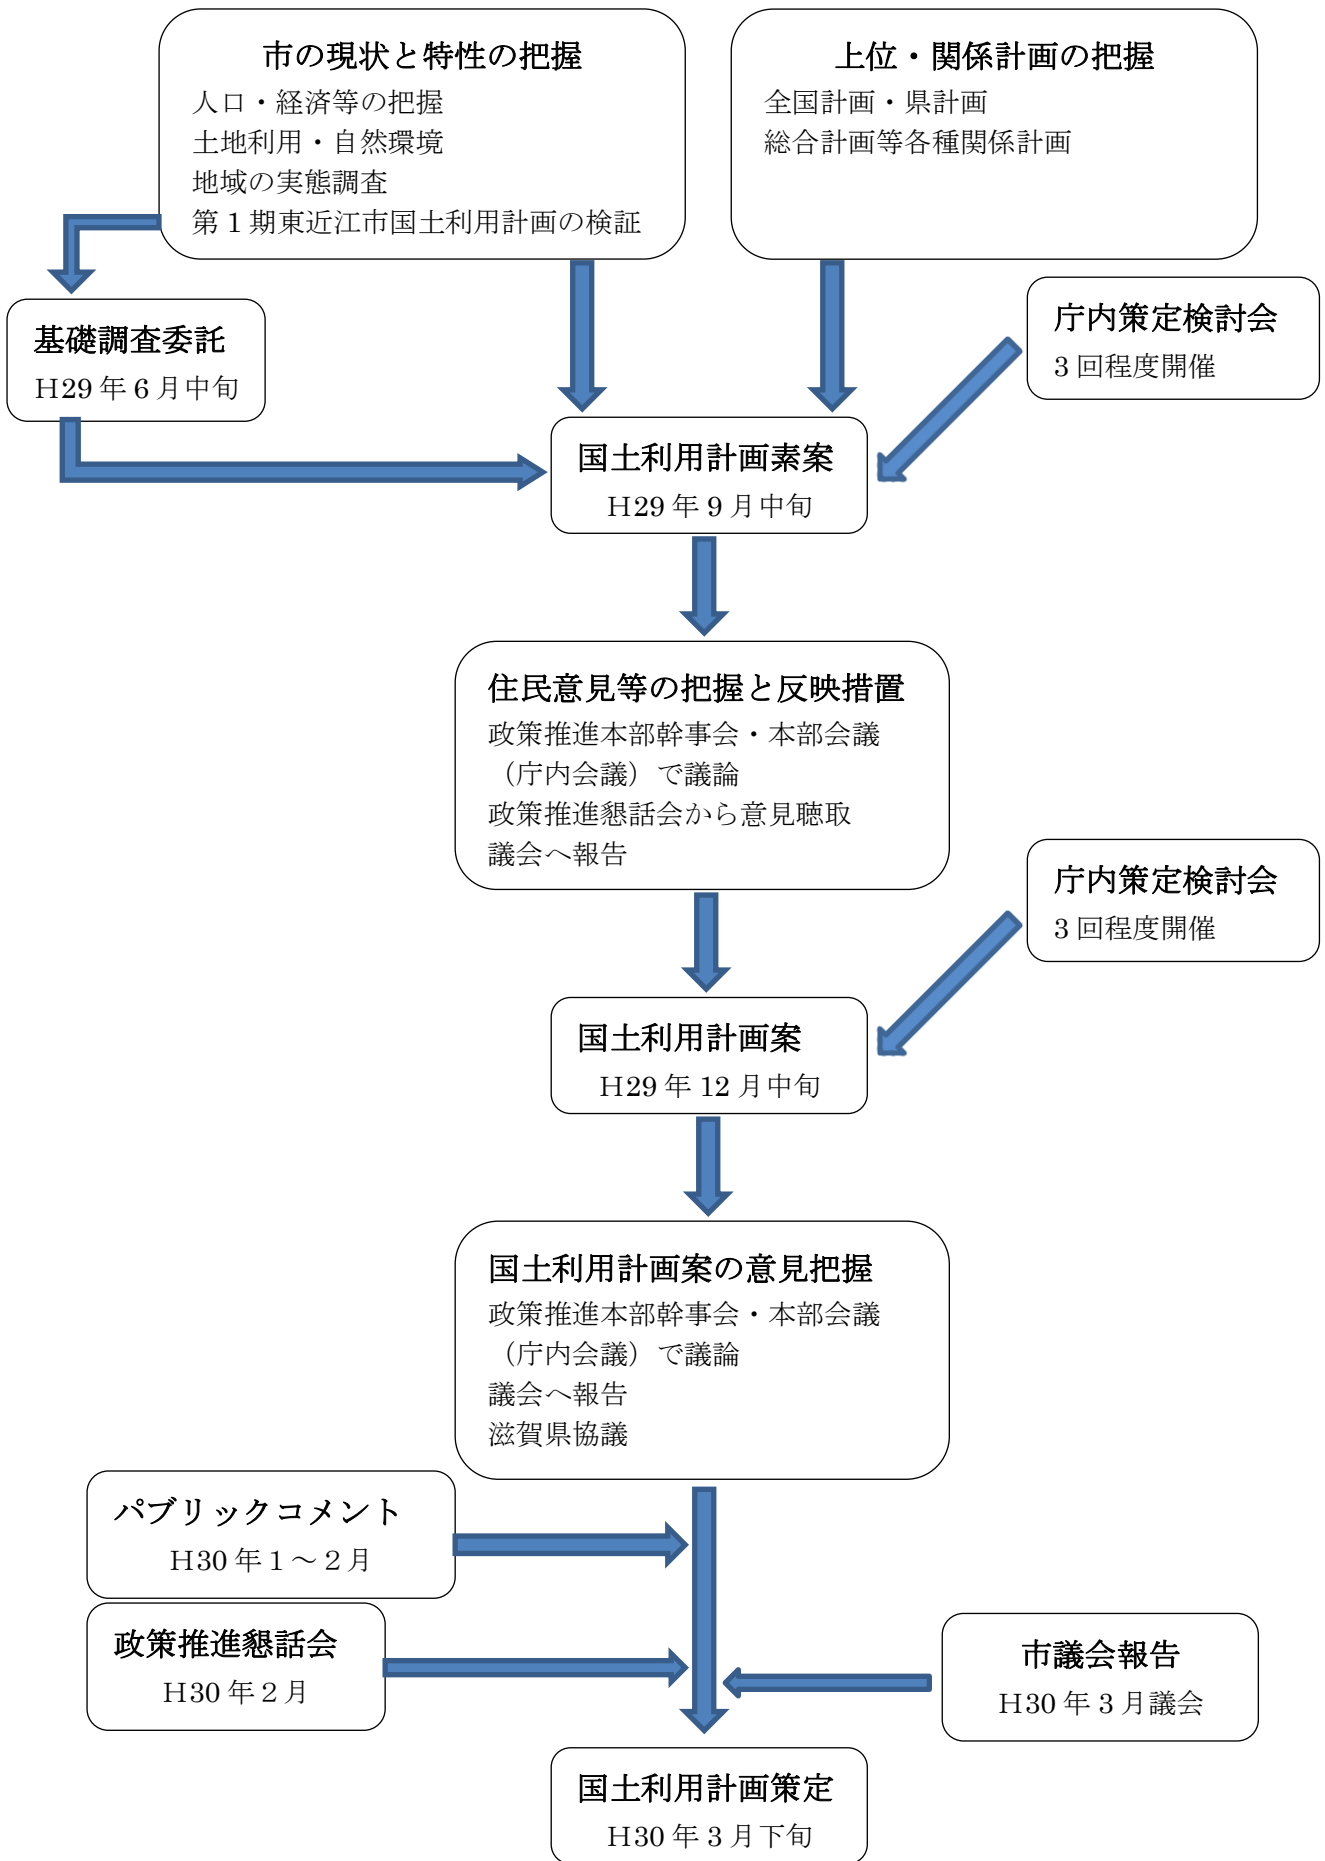 市の現状と特性の把握
人口・経済等の把握
土地利用・自然環境
地域の実態調査
第1期東近江市国土利用計画の検証
上位・関係計画の把握
全国計画・県計画
総合計画等各種関係計画
基礎調査委託
H29年6月中旬
庁内策定検討会
3回程度開催
国土利用計画素案
H29年9月中旬
住民意見等の把握と反映措置
政策推進本部幹事会・本部会議
（庁内会議）で議論
政策推進懇話会から意見聴取
議会へ報告
庁内策定検討会
3回程度開催
国土利用計画案
H29年12月中旬
国土利用計画案の意見把握
政策推進本部幹事会・本部会議
（庁内会議）で議論
議会へ報告
滋賀県協議
パブリックコメント
H30年１～２月
政策推進懇話会
H30年２月
市議会報告
H30年3月議会
国土利用計画策定
H30年3月下旬